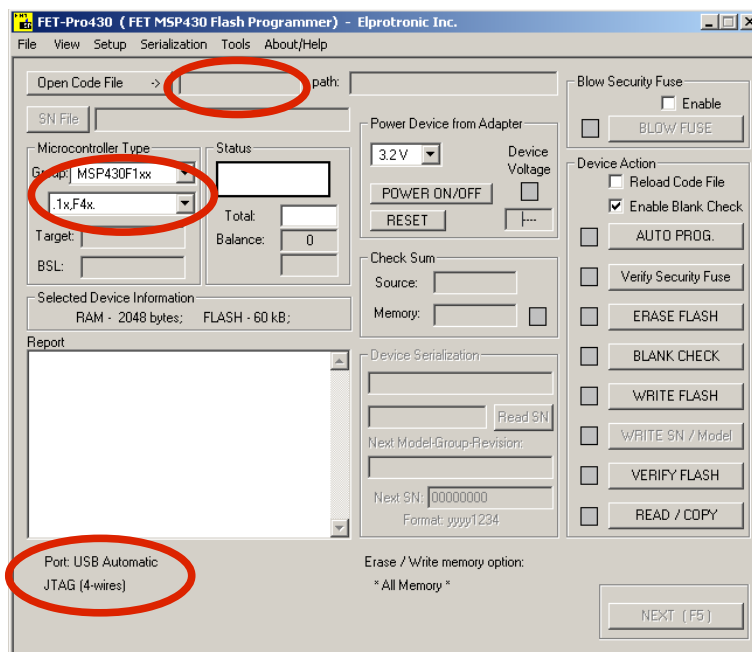 FET-Pro430 ( FET MSP430 Flash Programmer) - Elprotronic Inc.
File View Setup Serialization Tools About/Help
Open Code File -> path:
SN File
Microcontroller Type
Group: MSP430F1xx
.1x,F4x.
Target:
BSL:
Status
Total:
Balance: 0
Selected Device Information
RAM - 2048 bytes; FLASH - 60 kB;
Report
Power Device from Adapter
3.2 V
Device
Voltage
POWER ON/OFF
RESET
Check Sum
Source:
Memory:
Device Serialization
Read SN
Next Model-Group-Revision:
Next SN: 00000000
Format: yyyy1234
Blow Security Fuse
Enable
BLOW FUSE
Device Action
Reload Code File
Enable Blank Check
AUTO PROG.
Verify Security Fuse
ERASE FLASH
BLANK CHECK
WRITE FLASH
WRITE SN / Model
VERIFY FLASH
READ / COPY
Port: USB Automatic
JTAG (4-wires)
Erase / Write memory option:
* All Memory *
NEXT ( F5 )